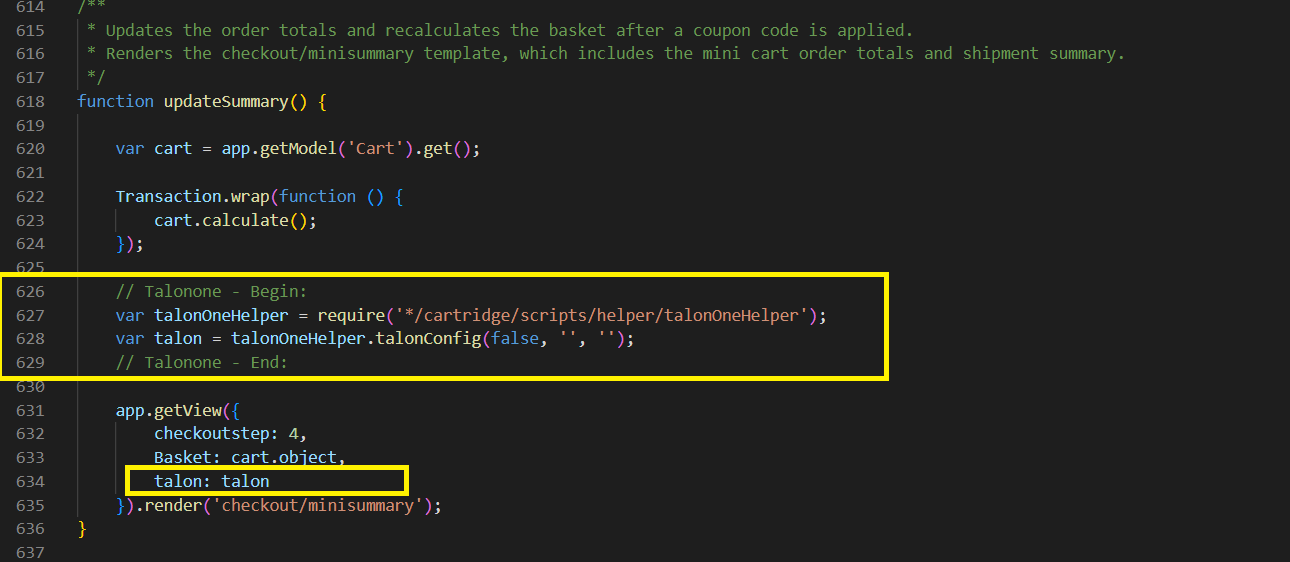 614 /**
615 * Updates the order totals and recalculates the basket after a coupon code is applied.
616 * Renders the checkout/minisummary template, which includes the mini cart order totals and shipment summary.
617 */
618 function updateSummary() {
619
620 var cart = app.getModel('Cart').get();
621
622 Transaction.wrap(function () {
623 cart.calculate();
624 });
625
626 // Talonone - Begin:
627 var talonOneHelper = require('*/cartridge/scripts/helper/talonOneHelper');
628 var talon = talonOneHelper.talonConfig(false, '', '');
629 // Talonone - End:
630
631 app.getView({
632 checkoutstep: 4,
633 Basket: cart.object,
634 talon: talon
635 }).render('checkout/minisummary');
636 }
637